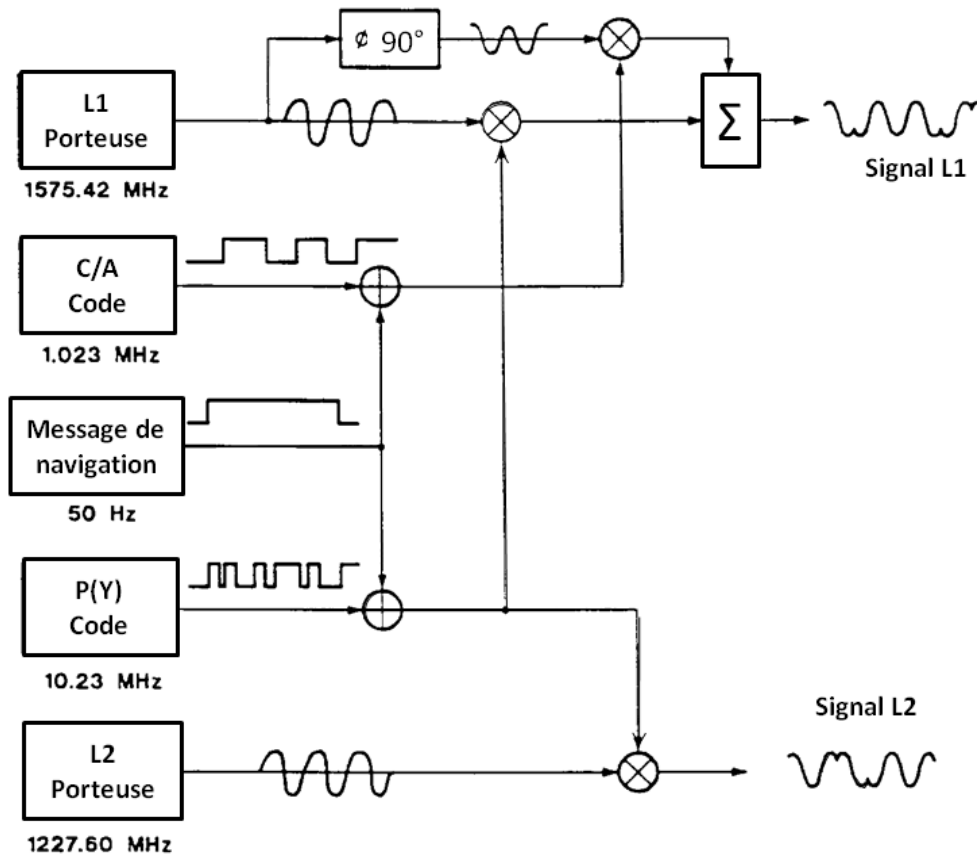 ø 90°
L1
Porteuse
1575.42 MHz
Σ
Signal L1
C/A
Code
1.023 MHz
Message de
navigation
50 Hz
P(Y)
Code
10.23 MHz
L2
Porteuse
1227.60 MHz
Signal L2